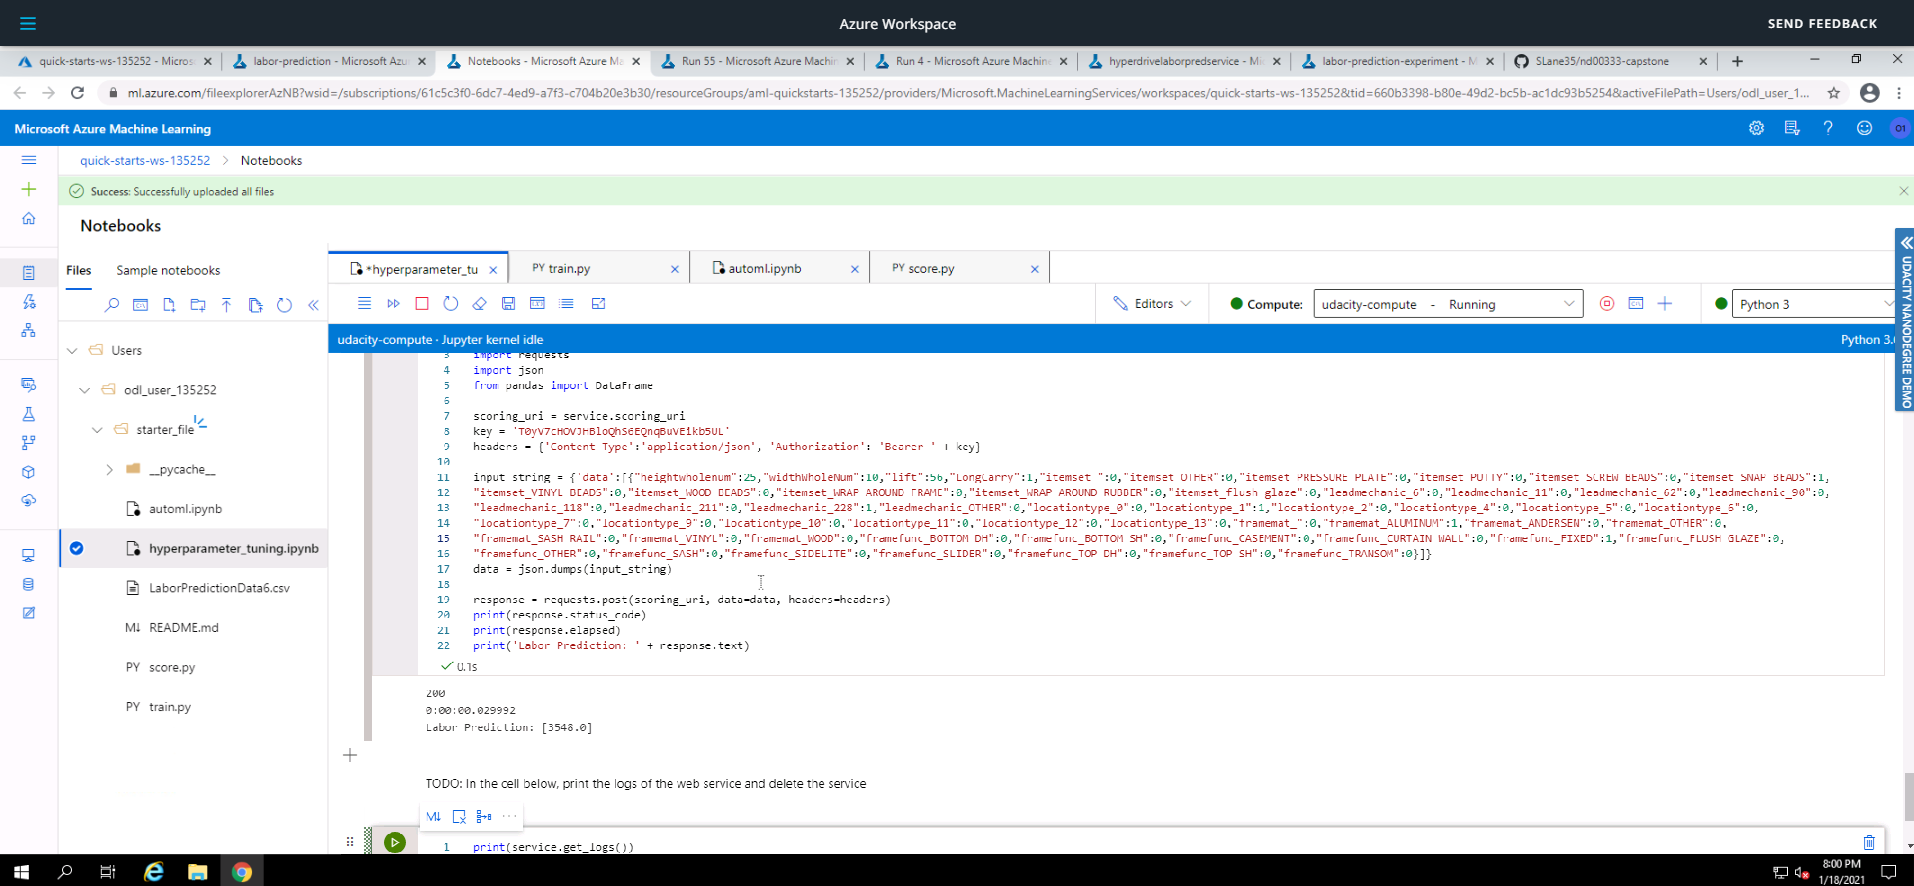 Azure Workspace
SEND FEEDBACK
quick-starts-ws-135252 - Micros
labor-prediction - Microsoft Azur
Notebooks - Microsoft Azure Ma
Run 55 - Microsoft Azure Machin
Run 4 - Microsoft Azure Machine
hyperdrivelaborpredservice - Mi
labor-prediction-experiment - M
SLane35/nd00333-capstone
ml.azure.com/fileexplorerAzNB?wsid=/subscriptions/61c5c3f0-6dc7-4ed9-a7f3-c704b20e3b30/resourceGroups/aml-quickstarts-135252/providers/Microsoft.MachineLearningServices/workspaces/quick-starts-ws-135252&tid=660b3398-b80e-49d2-bc5b-ac1dc93b5254&activeFilePath=Users/odl_user_1...
Microsoft Azure Machine Learning
O1
quick-starts-ws-135252 > Notebooks
Success: Successfully uploaded all files
Notebooks
Files
Sample notebooks
*hyperparameter_tu
PY train.py
automl.ipynb
PY score.py
Editors
Compute:
udacity-compute - Running
Python 3
udacity-compute · Jupyter kernel idle
Python 3.
UDACITY NANODEGREE DEMO
Users
odl_user_135252
starter_file
__pycache__
automl.ipynb
hyperparameter_tuning.ipynb
LaborPredictionData6.csv
M↓ README.md
PY score.py
PY train.py
3 import requests
4 import json
5 from pandas import DataFrame
6
7 scoring_uri = service.scoring_uri
8 key =
9 headers = {'Content-Type':'application/json', 'Authorization': 'Bearer ' + key}
10
11 input_string = {'data':[{"heightwholenum":25,"widthWholeNum":10,"lift":56,"LongCarry":1,"itemset_":0,"itemset_OTHER":0,"itemset_PRESSURE PLATE":0,"itemset_PUTTY":0,"itemset_SCREW BEADS":0,"itemset_SNAP BEADS":1,
12 "itemset_VINYL BEADS":0,"itemset_WOOD BEADS":0,"itemset_WRAP AROUND FRAME":0,"itemset_WRAP AROUND RUBBER":0,"itemset_flush glaze":0,"leadmechanic_6":0,"leadmechanic_11":0,"leadmechanic_62":0,"leadmechanic_90":0,
13 "leadmechanic_118":0,"leadmechanic_211":0,"leadmechanic_228":1,"leadmechanic_OTHER":0,"locationtype_0":0,"locationtype_1":1,"locationtype_2":0,"locationtype_4":0,"locationtype_5":0,"locationtype_6":0,
14 "locationtype_7":0,"locationtype_9":0,"locationtype_10":0,"locationtype_11":0,"locationtype_12":0,"locationtype_13":0,"framemat_":0,"framemat_ALUMINUM":1,"framemat_ANDERSEN":0,"framemat_OTHER":0,
15 "framemat_SASH RAIL":0,"framemat_VINYL":0,"framemat_WOOD":0,"framefunc_BOTTOM DH":0,"framefunc_BOTTOM SH":0,"framefunc_CASEMENT":0,"framefunc_CURTAIN WALL":0,"framefunc_FIXED":1,"framefunc_FLUSH GLAZE":0,
16 "framefunc_OTHER":0,"framefunc_SASH":0,"framefunc_SIDELITE":0,"framefunc_SLIDER":0,"framefunc_TOP DH":0,"framefunc_TOP SH":0,"framefunc_TRANSOM":0}]}
17 data = json.dumps(input_string)
18
19 response = requests.post(scoring_uri, data=data, headers=headers)
20 print(response.status_code)
21 print(response.elapsed)
22 print('Labor Prediction: ' + response.text)
0.1s
200
0:00:00.029992
Labor Prediction: [3548.0]
TODO: In the cell below, print the logs of the web service and delete the service
M↓
1 print(service.get_logs())
8:00 PM
1/18/2021